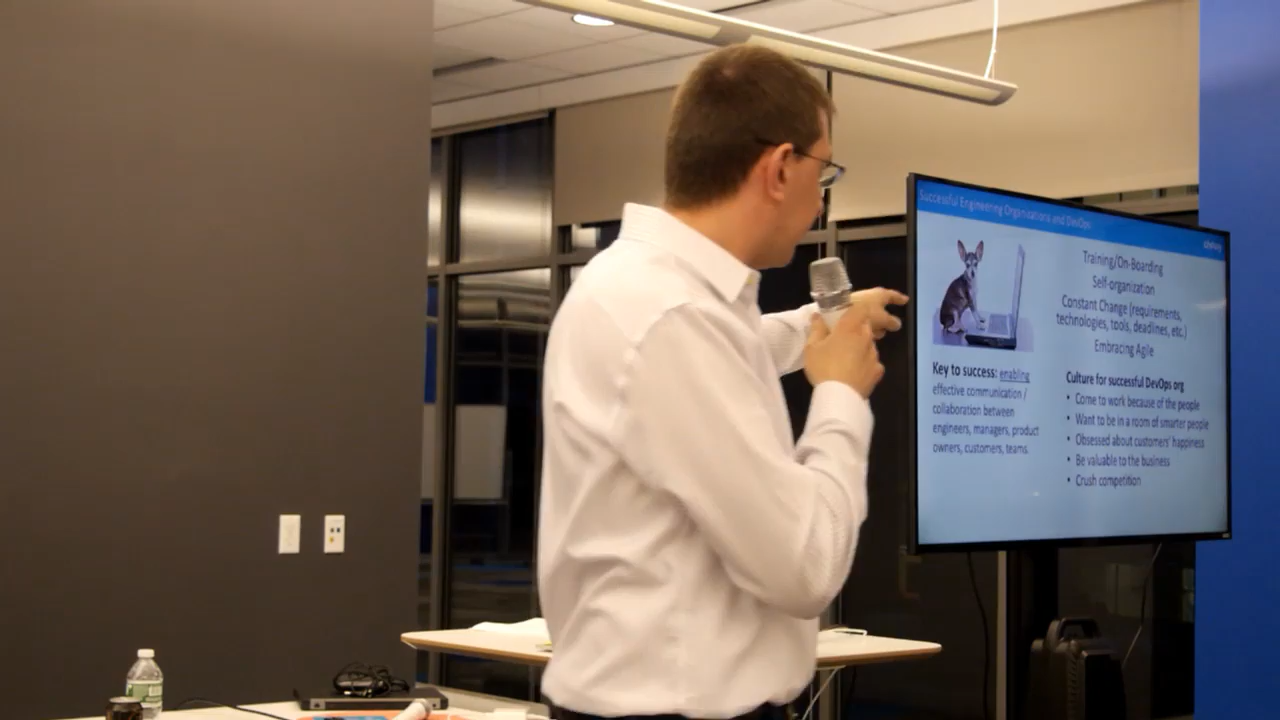 Successful Engineering Organizations and DevOps
Training/On-Boarding
Self-organization
Constant Change (requirements,
technologies, tools, deadlines, etc.)
Embracing Agile
Key to success: enabling
effective communication /
collaboration between
engineers, managers, product
owners, customers, teams.
Culture for successful DevOps org
• Come to work because of the people
• Want to be in a room of smarter people
• Obsessed about customers' happiness
• Be valuable to the business
• Crush competition